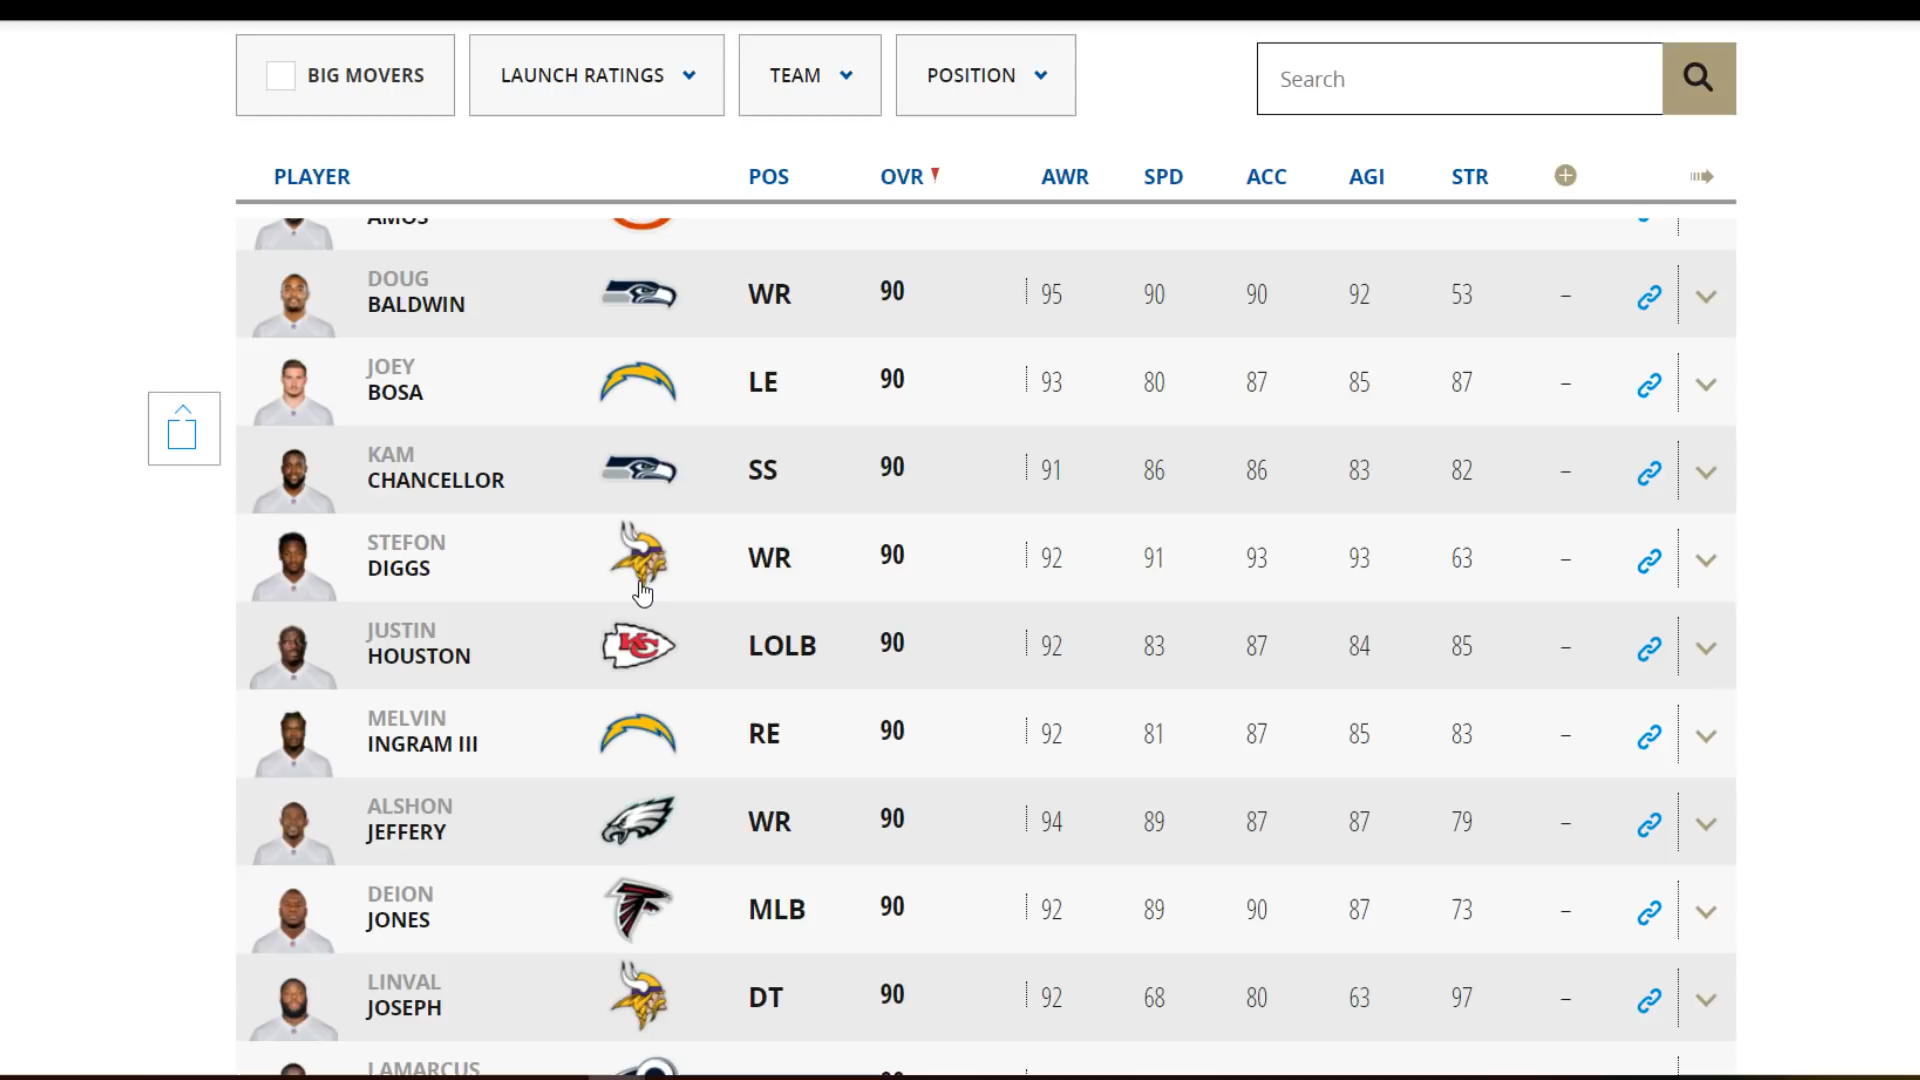 BIG MOVERS LAUNCH RATINGS TEAM POSITION Search
PLAYER POS OVR AWR SPD ACC AGI STR
AMOS
DOUG
BALDWIN WR 90 95 90 90 92 53 –
JOEY
BOSA LE 90 93 80 87 85 87 –
KAM
CHANCELLOR SS 90 91 86 86 83 82 –
STEFON
DIGGS WR 90 92 91 93 93 63 –
JUSTIN
HOUSTON KC LOLB 90 92 83 87 84 85 –
MELVIN
INGRAM III RE 90 92 81 87 85 83 –
ALSHON
JEFFERY WR 90 94 89 87 87 79 –
DEION
JONES MLB 90 92 89 90 87 73 –
LINVAL
JOSEPH DT 90 92 68 80 63 97 –
LAMARCUS